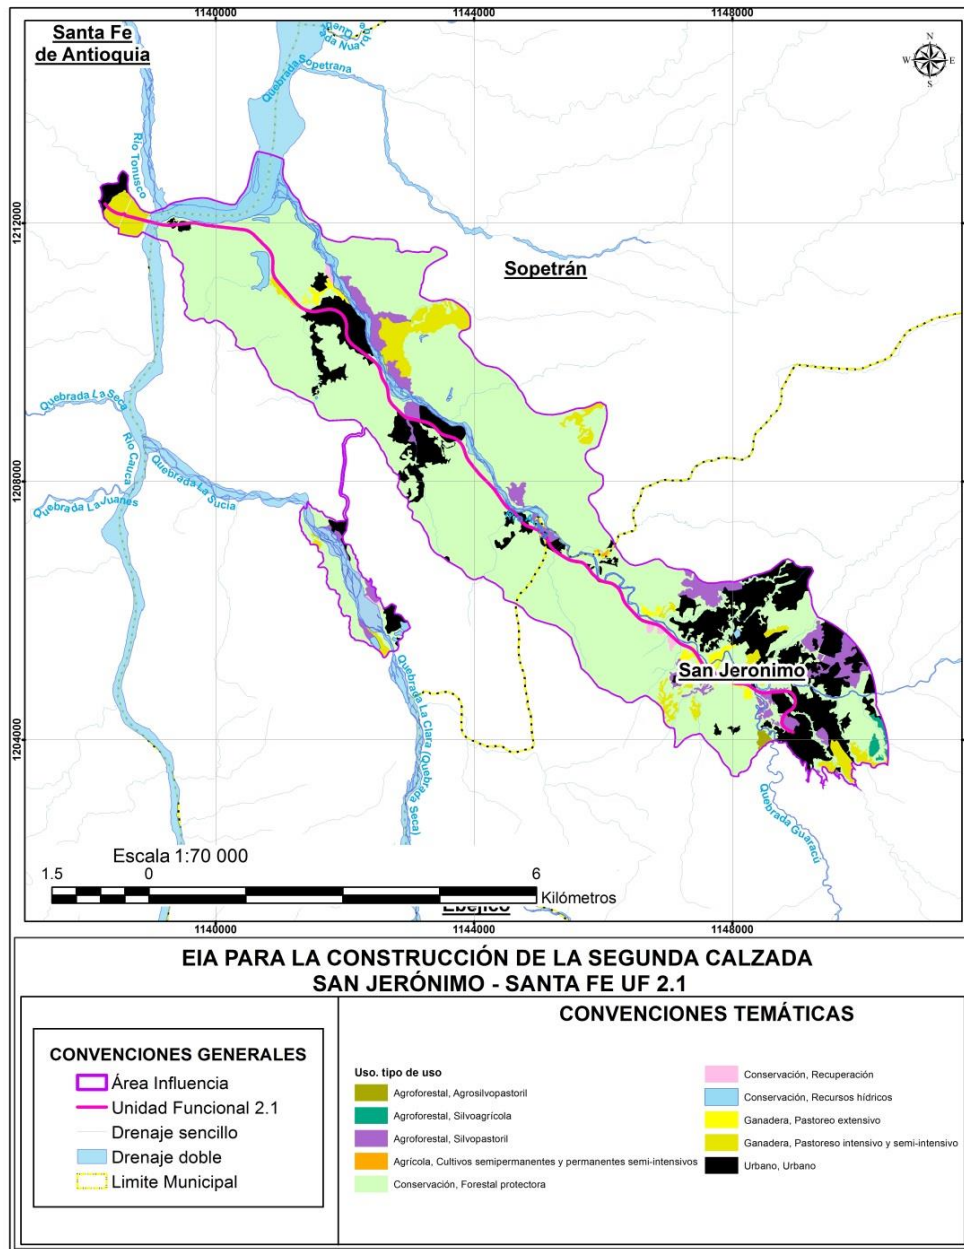 1140000
1144000
1148000
Santa Fe
de Antioquia
Quebrada Sopetrana
N
W
E
S
Río Tonusco
1212000
Sopetrán
Quebrada La Seca
Río Cauca
Quebrada La Sucia
Quebrada La Juanes
1208000
San Jeronimo
Quebrada La Clara (Quebrada Seca)
1204000
Quebrada Guaracú
Escala 1:70 000
1.5
0
6
Kilómetros
Ebéjico
1140000
1144000
1148000
EIA PARA LA CONSTRUCCIÓN DE LA SEGUNDA CALZADA
SAN JERÓNIMO - SANTA FE UF 2.1
CONVENCIONES GENERALES
Área Influencia
Unidad Funcional 2.1
Drenaje sencillo
Drenaje doble
Limite Municipal
CONVENCIONES TEMÁTICAS
Uso. tipo de uso
Agroforestal, Agrosilvopastoril
Agroforestal, Silvoagrícola
Agroforestal, Silvopastoril
Agrícola, Cultivos semipermanentes y permanentes semi-intensivos
Conservación, Forestal protectora
Conservación, Recuperación
Conservación, Recursos hídricos
Ganadera, Pastoreo extensivo
Ganadera, Pastoreso intensivo y semi-intensivo
Urbano, Urbano